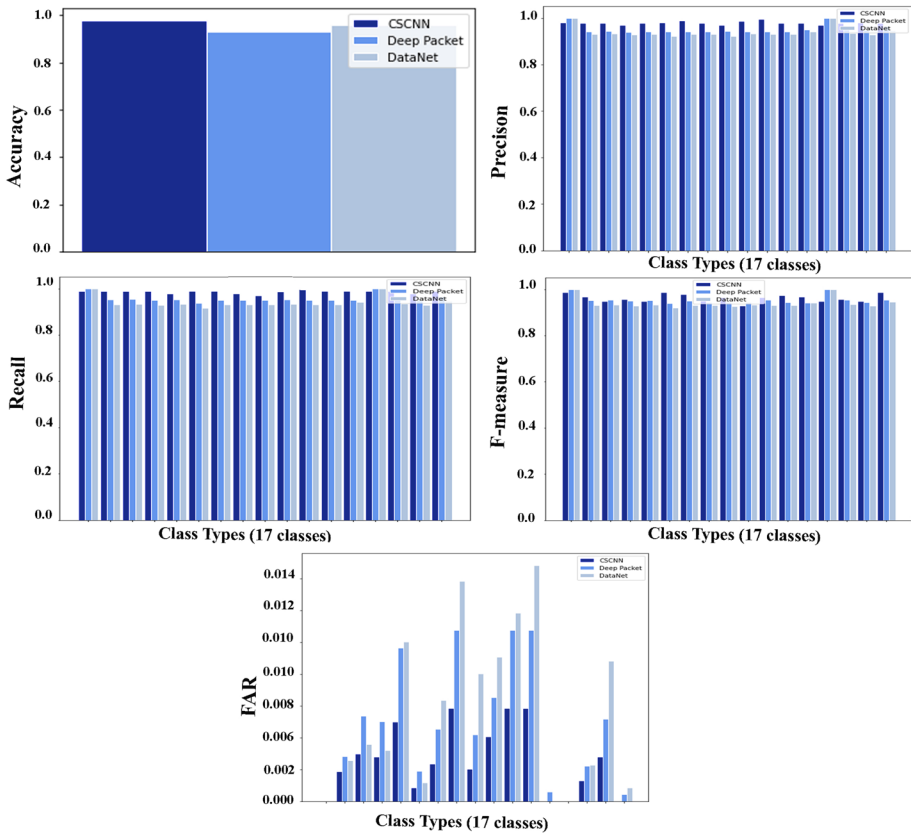 1.0
0.8
0.6
0.4
0.2
0.0
Accuracy
CSCNN
Deep Packet
DataNet
1.0
0.8
0.6
0.4
0.2
0.0
Precison
CSCNN
Deep Packet
DataNet
Class Types (17 classes)
1.0
0.8
0.6
0.4
0.2
0.0
Recall
CSCNN
Deep Packet
DataNet
Class Types (17 classes)
1.0
0.8
0.6
0.4
0.2
0.0
F-measure
CSCNN
Deep Packet
DataNet
Class Types (17 classes)
0.014
0.012
0.010
0.010
0.008
0.006
0.002
0.000
FAR
CSCNN
Deep Packet
DataNet
Class Types (17 classes)